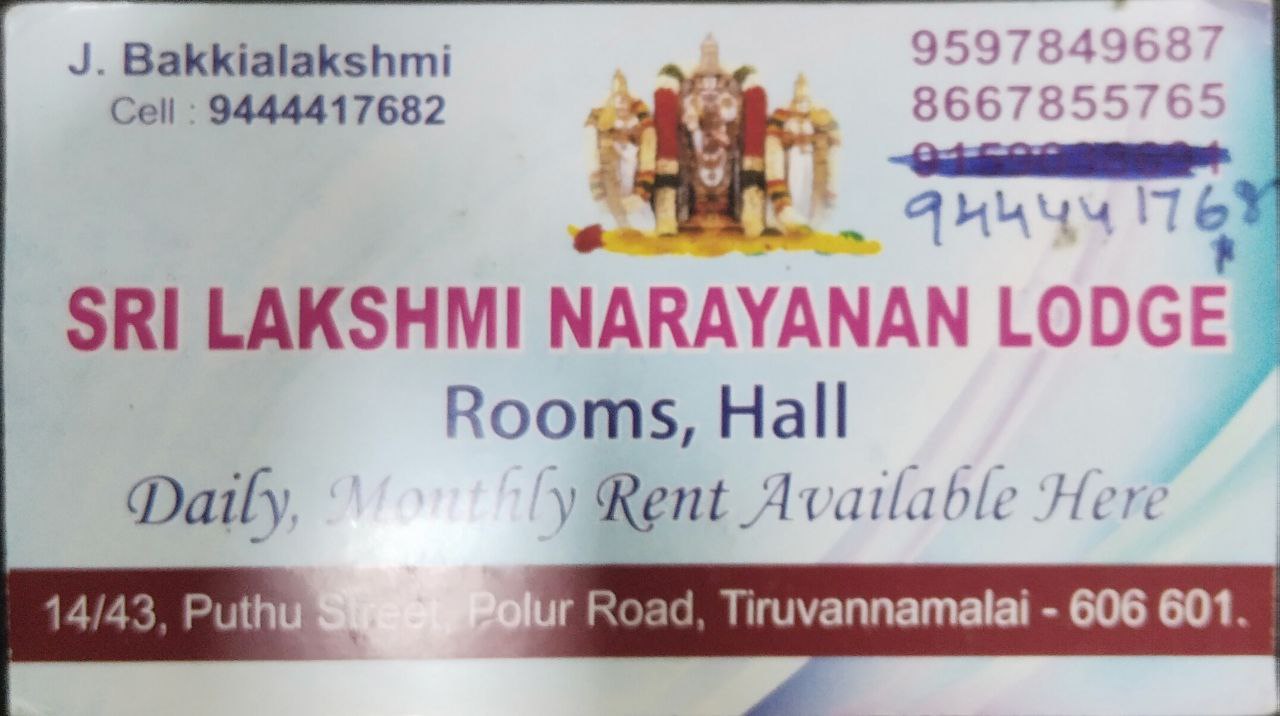 J. Bakkialakshmi
Cell : 9444417682
9597849687
8667855765
94444 1768
SRI LAKSHMI NARAYANAN LODGE
Rooms, Hall
Daily, Monthly Rent Available Here
14/43, Puthu Street, Polur Road, Tiruvannamalai - 606 601.